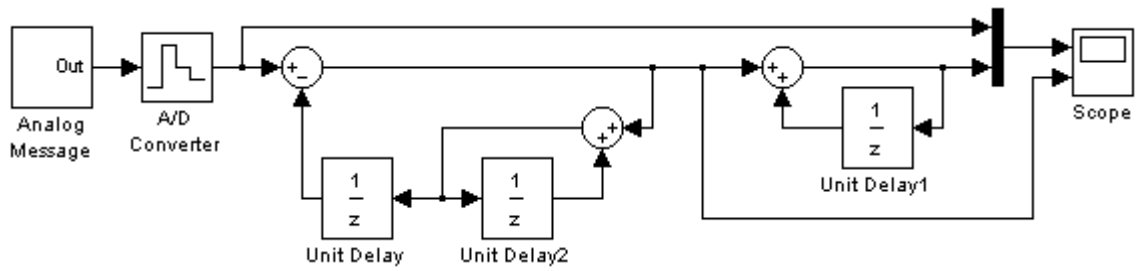 Out
Analog
Message
A/D
Converter
+
−
+
+
1
z
Unit Delay
1
z
Unit Delay2
+
+
1
z
Unit Delay1
Scope